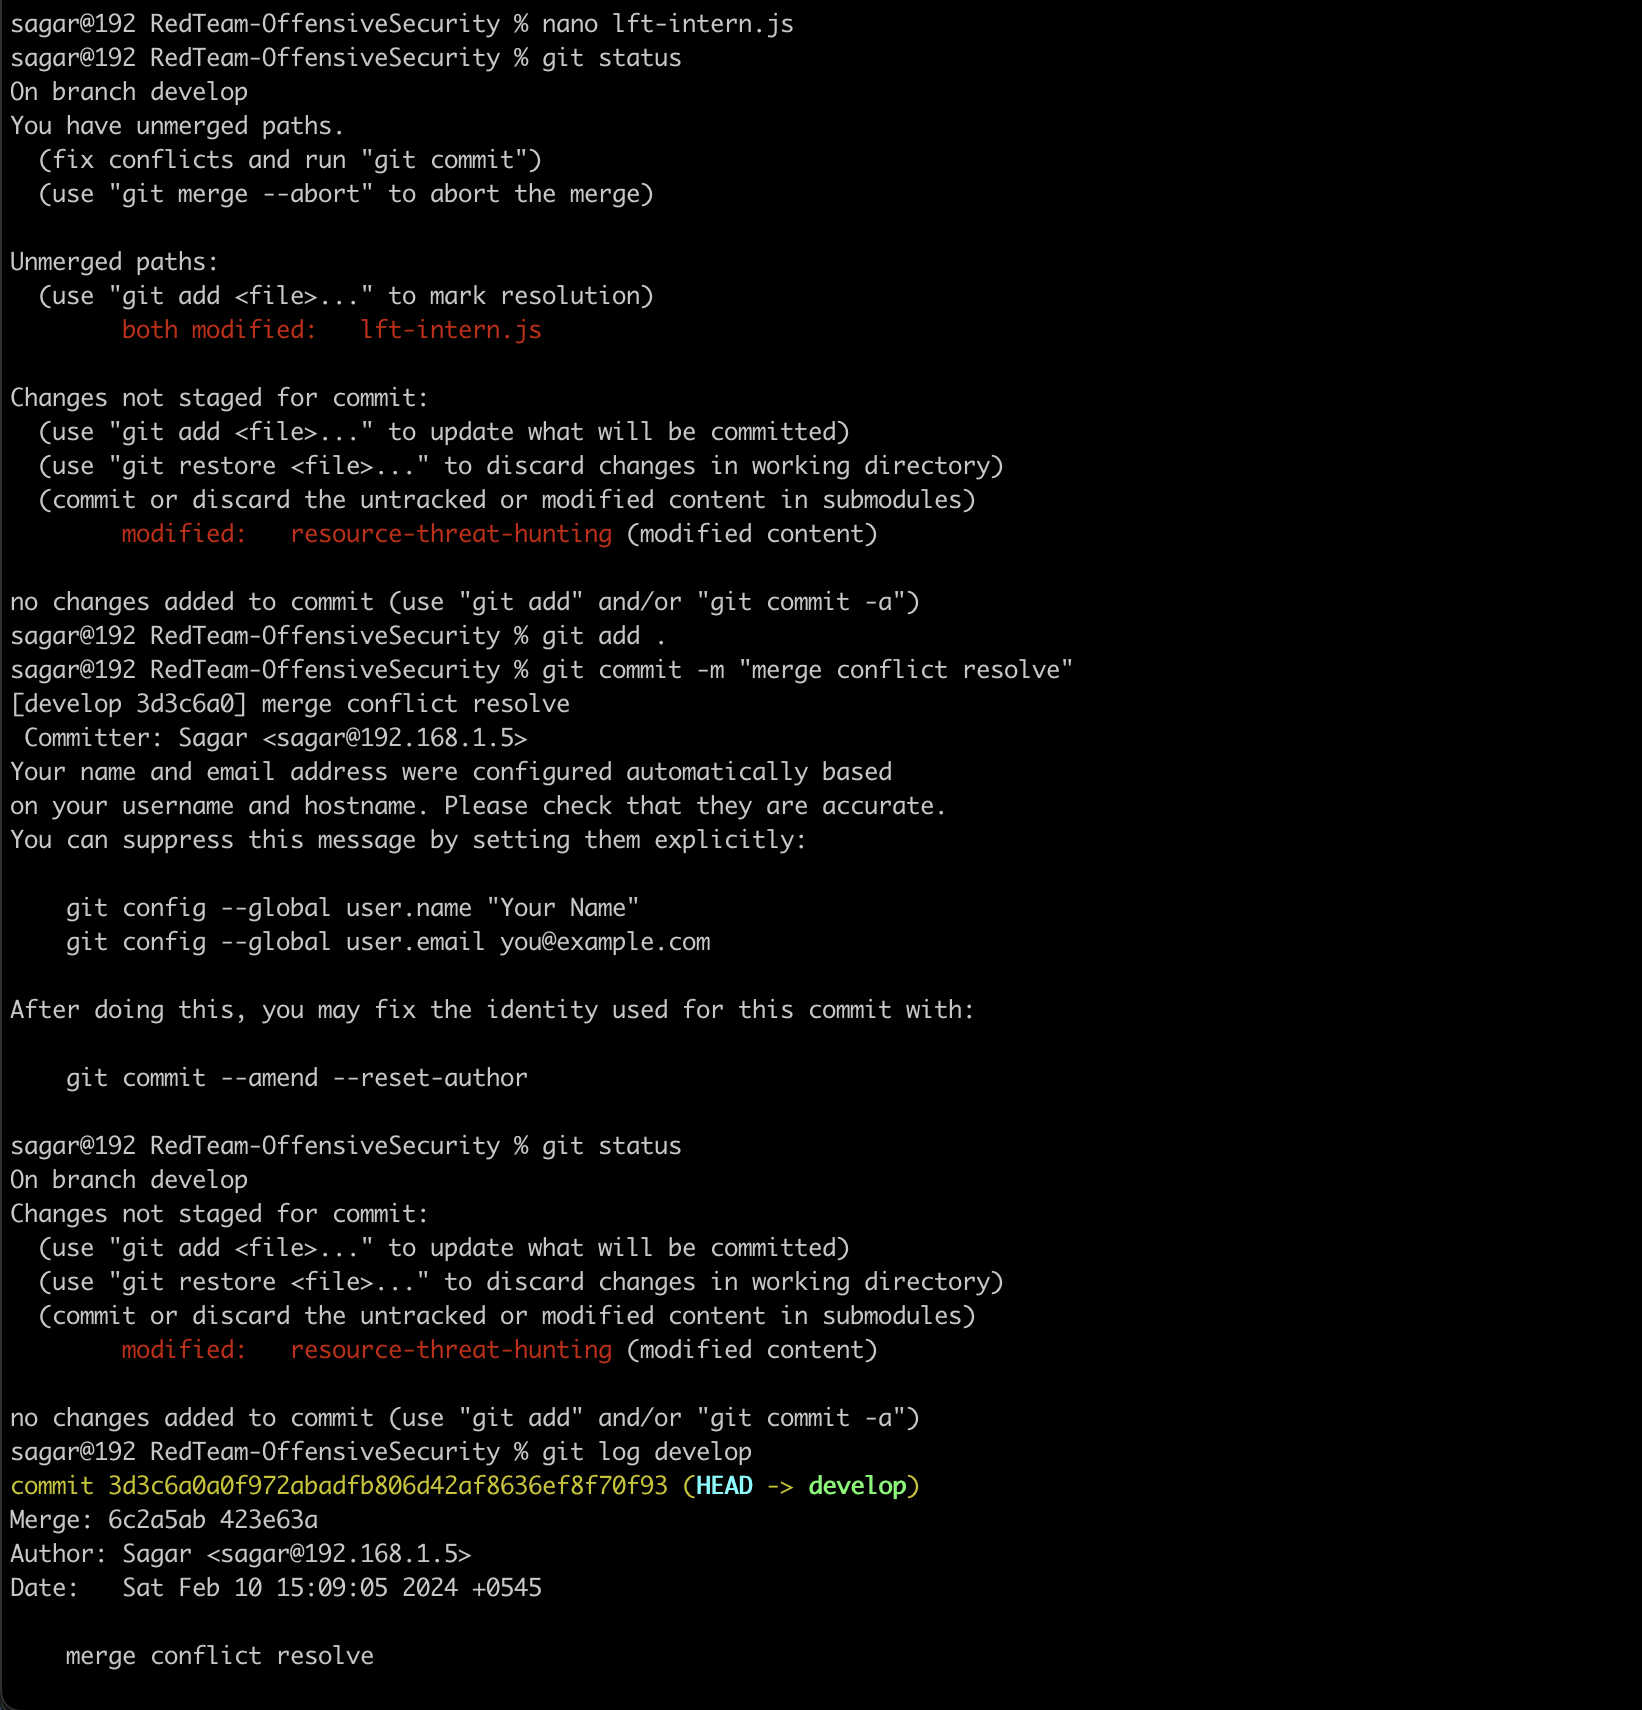 sagar@192 RedTeam-OffensiveSecurity % nano lft-intern.js
sagar@192 RedTeam-OffensiveSecurity % git status
On branch develop
You have unmerged paths.
  (fix conflicts and run "git commit")
  (use "git merge --abort" to abort the merge)

Unmerged paths:
  (use "git add <file>..." to mark resolution)
        both modified:   lft-intern.js

Changes not staged for commit:
  (use "git add <file>..." to update what will be committed)
  (use "git restore <file>..." to discard changes in working directory)
  (commit or discard the untracked or modified content in submodules)
        modified:   resource-threat-hunting (modified content)

no changes added to commit (use "git add" and/or "git commit -a")
sagar@192 RedTeam-OffensiveSecurity % git add .
sagar@192 RedTeam-OffensiveSecurity % git commit -m "merge conflict resolve"
[develop 3d3c6a0] merge conflict resolve
 Committer: Sagar <sagar@192.168.1.5>
Your name and email address were configured automatically based
on your username and hostname. Please check that they are accurate.
You can suppress this message by setting them explicitly:

    git config --global user.name "Your Name"
    git config --global user.email you@example.com

After doing this, you may fix the identity used for this commit with:

    git commit --amend --reset-author

sagar@192 RedTeam-OffensiveSecurity % git status
On branch develop
Changes not staged for commit:
  (use "git add <file>..." to update what will be committed)
  (use "git restore <file>..." to discard changes in working directory)
  (commit or discard the untracked or modified content in submodules)
        modified:   resource-threat-hunting (modified content)

no changes added to commit (use "git add" and/or "git commit -a")
sagar@192 RedTeam-OffensiveSecurity % git log develop
commit 3d3c6a0a0f972abadfb806d42af8636ef8f70f93 (HEAD -> develop)
Merge: 6c2a5ab 423e63a
Author: Sagar <sagar@192.168.1.5>
Date:   Sat Feb 10 15:09:05 2024 +0545

    merge conflict resolve